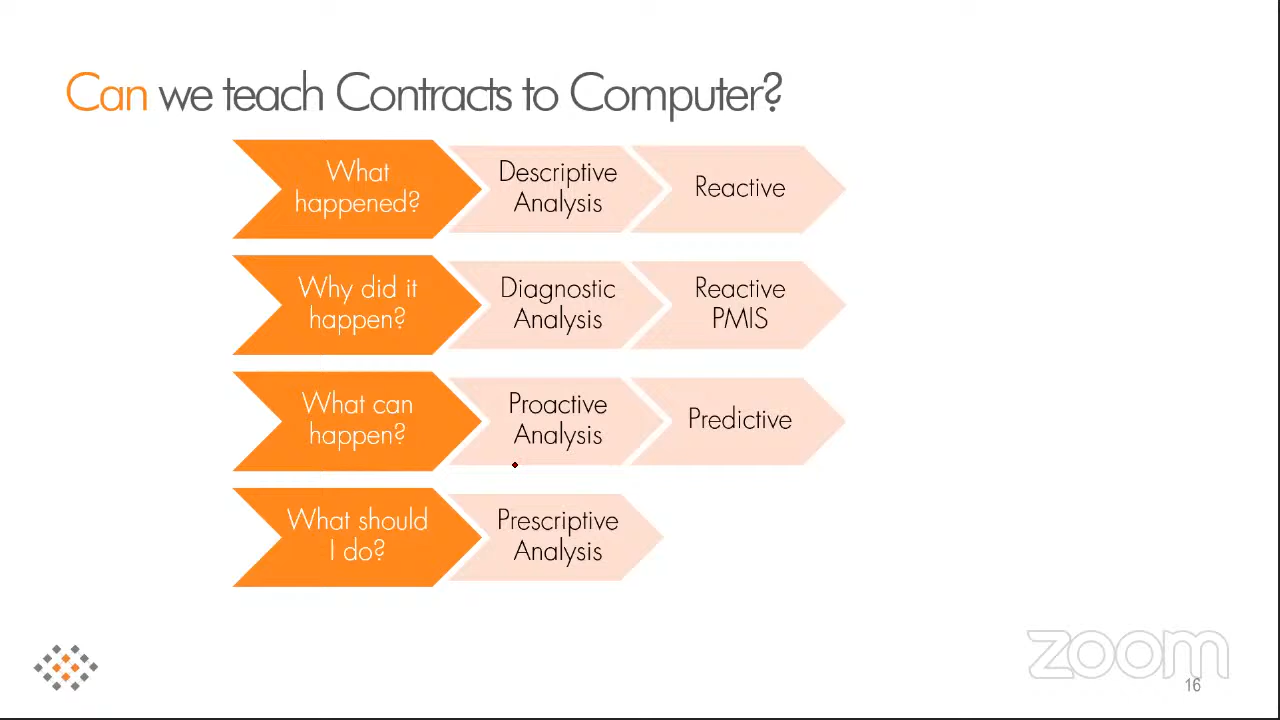 Can we teach Contracts to Computer?
What
happened?
Descriptive
Analysis
Reactive
Why did it
happen?
Diagnostic
Analysis
Reactive
PMIS
What can
happen?
Proactive
Analysis
Predictive
What should
I do?
Prescriptive
Analysis
zoom
16